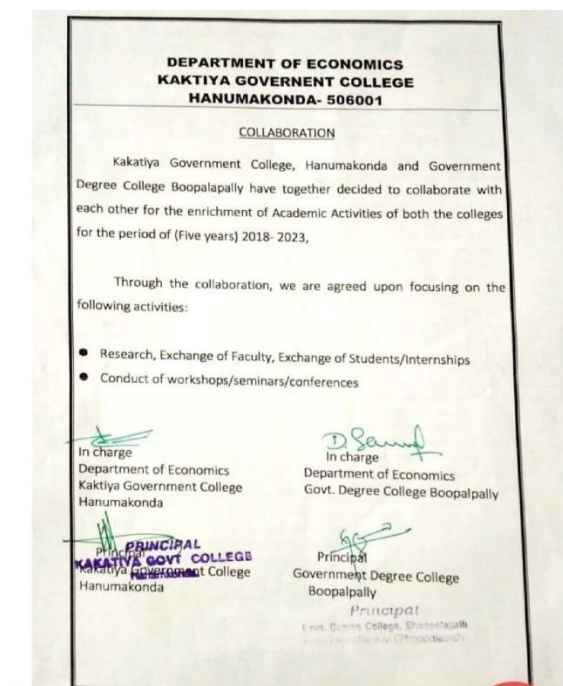 DEPARTMENT OF ECONOMICS
KAKTIYA GOVERNENT COLLEGE
HANUMAKONDA- 506001
COLLABORATION
Kakatiya Government College, Hanumakonda and Government
Degree College Boopalapally have together decided to collaborate with
each other for the enrichment of Academic Activities of both the colleges
for the period of (Five years) 2018- 2023,
Through the collaboration, we are agreed upon focusing on the
following activities:
● Research, Exchange of Faculty, Exchange of Students/Internships
● Conduct of workshops/seminars/conferences
In charge
Department of Economics
Kaktiya Government College
Hanumakonda
D.
In charge
Department of Economics
Govt. Degree College Boopalpally
Principal
Kakatiya Government College
Hanumakonda
PRINCIPAL
KAKATIYA GOVT COLLEGE
Principal
Government Degree College
Boopalpally
Principal
Degree College,